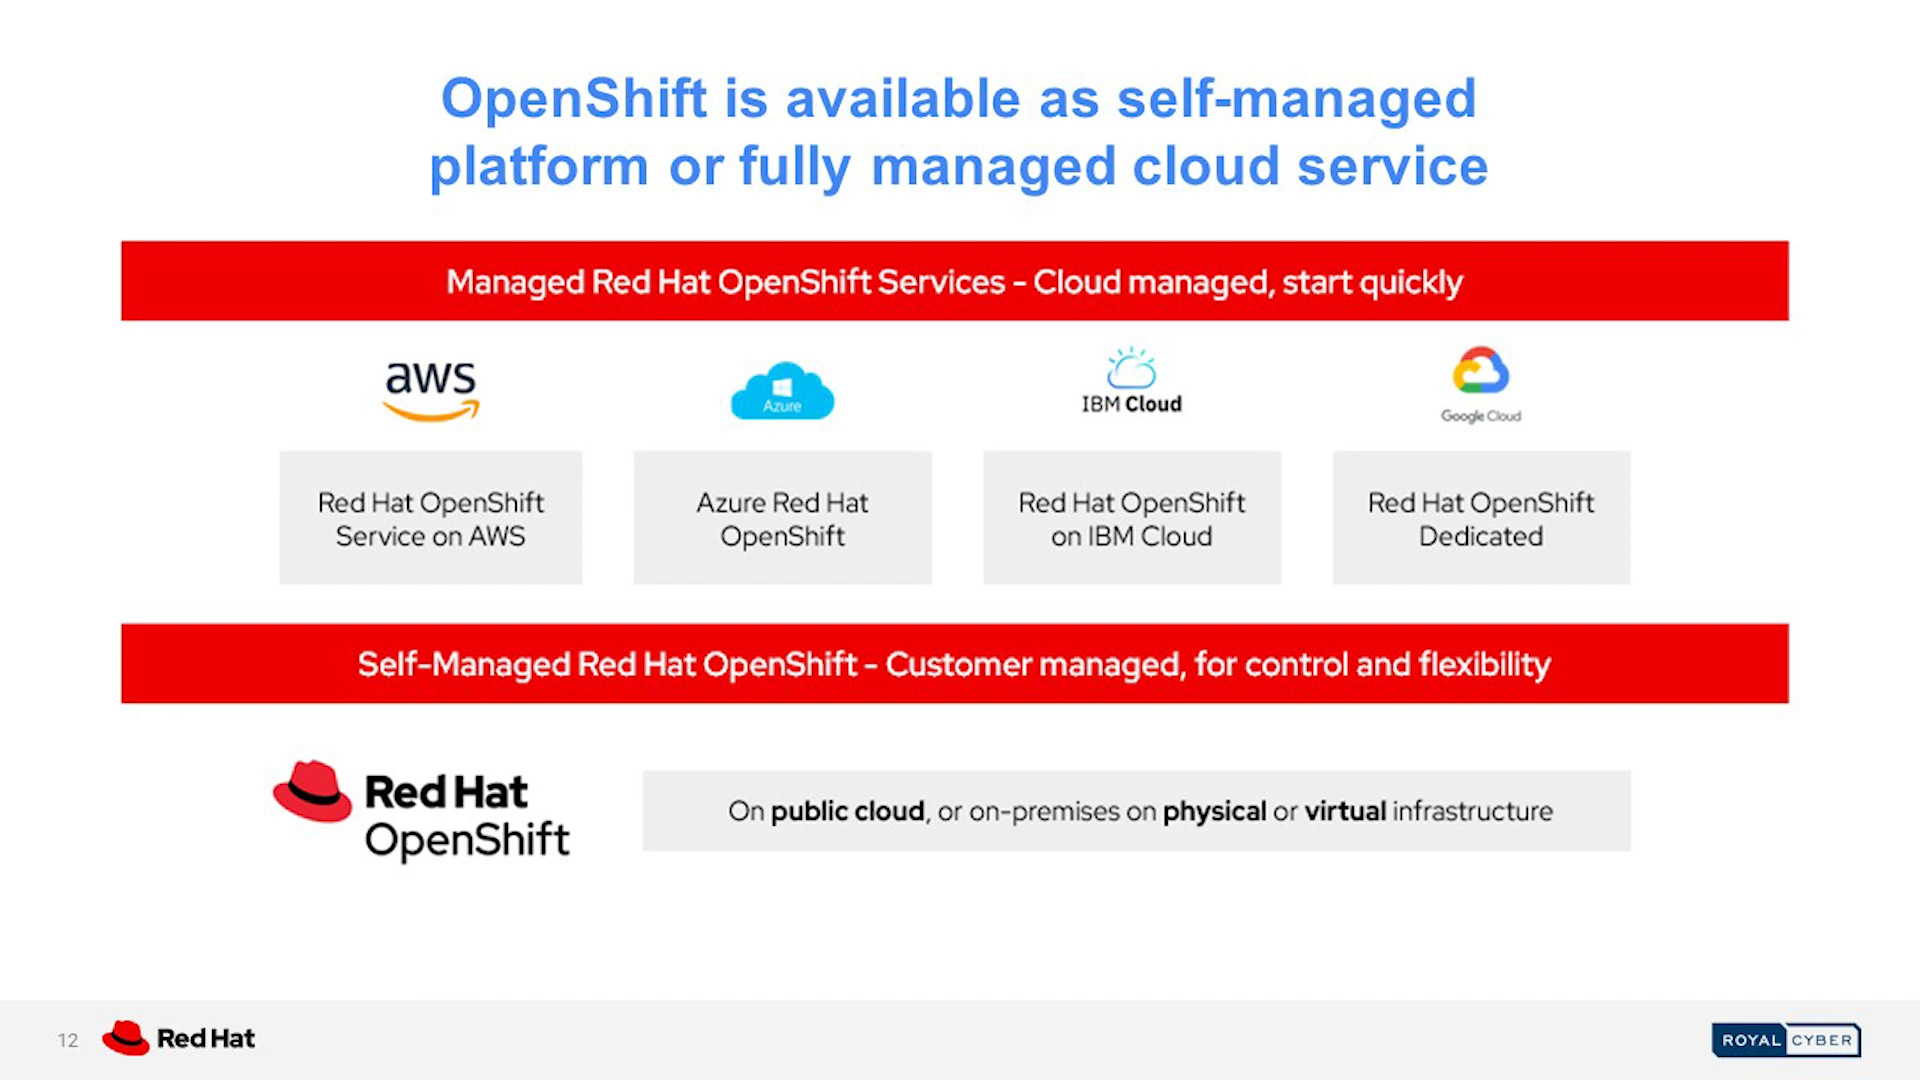 OpenShift is available as self-managed
platform or fully managed cloud service
Managed Red Hat OpenShift Services - Cloud managed, start quickly
aws
Azure
IBM Cloud
Google Cloud
Red Hat OpenShift
Service on AWS
Azure Red Hat
OpenShift
Red Hat OpenShift
on IBM Cloud
Red Hat OpenShift
Dedicated
Self-Managed Red Hat OpenShift - Customer managed, for control and flexibility
Red Hat
OpenShift
On public cloud, or on-premises on physical or virtual infrastructure
12
Red Hat
ROYAL CYBER